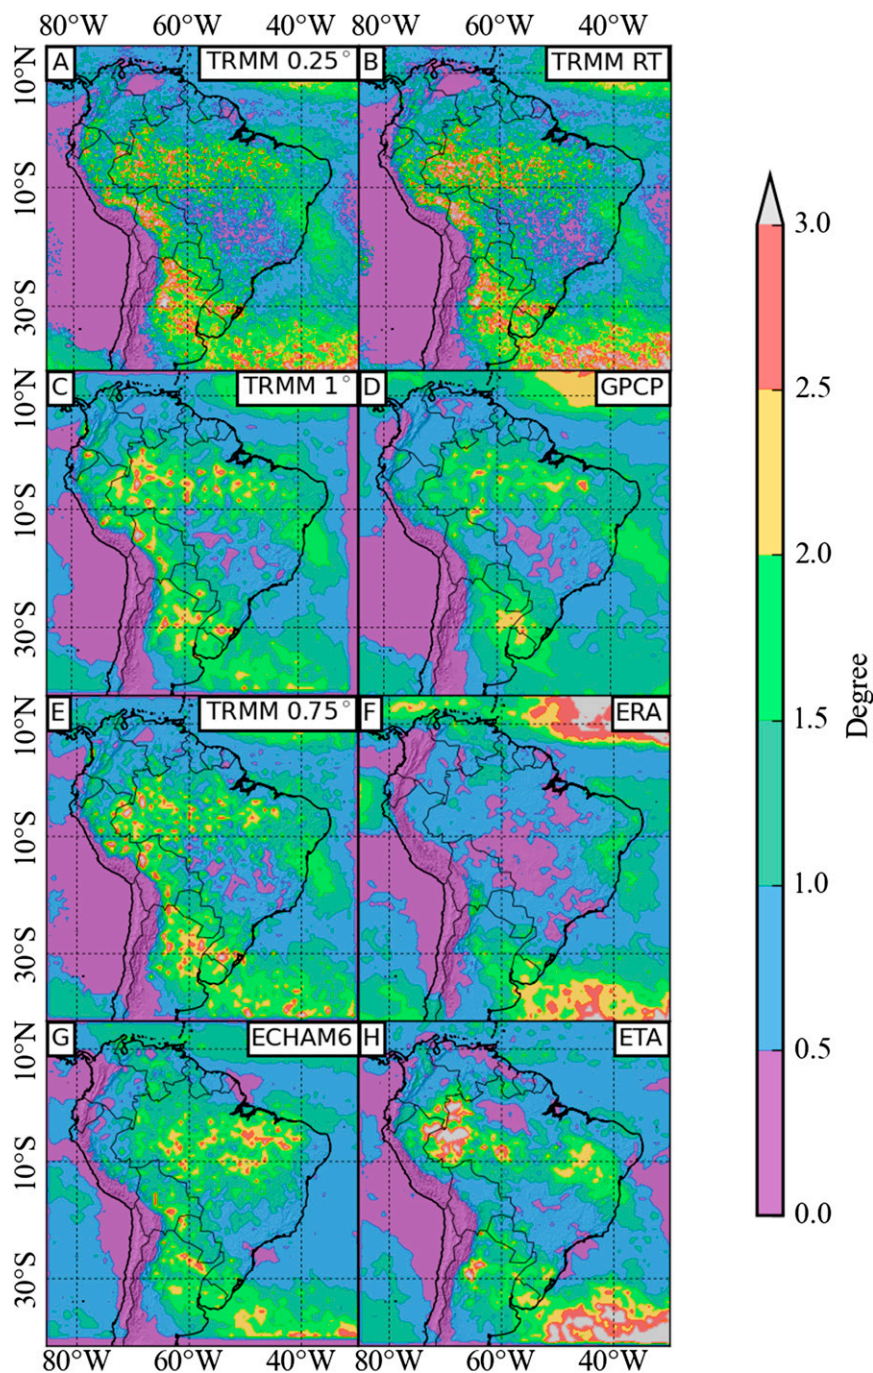 80°W 60°W 40°W 80°W 60°W 40°W
10°N
10°S
30°S
A TRMM 0.25°
B TRMM RT
10°N
10°S
30°S
C TRMM 1°
D GPCP
10°N
10°S
30°S
E TRMM 0.75°
F ERA
10°N
10°S
30°S
G ECHAM6
H ETA
80°W 60°W 40°W 80°W 60°W 40°W
3.0
2.5
2.0
1.5
1.0
0.5
0.0
Degree